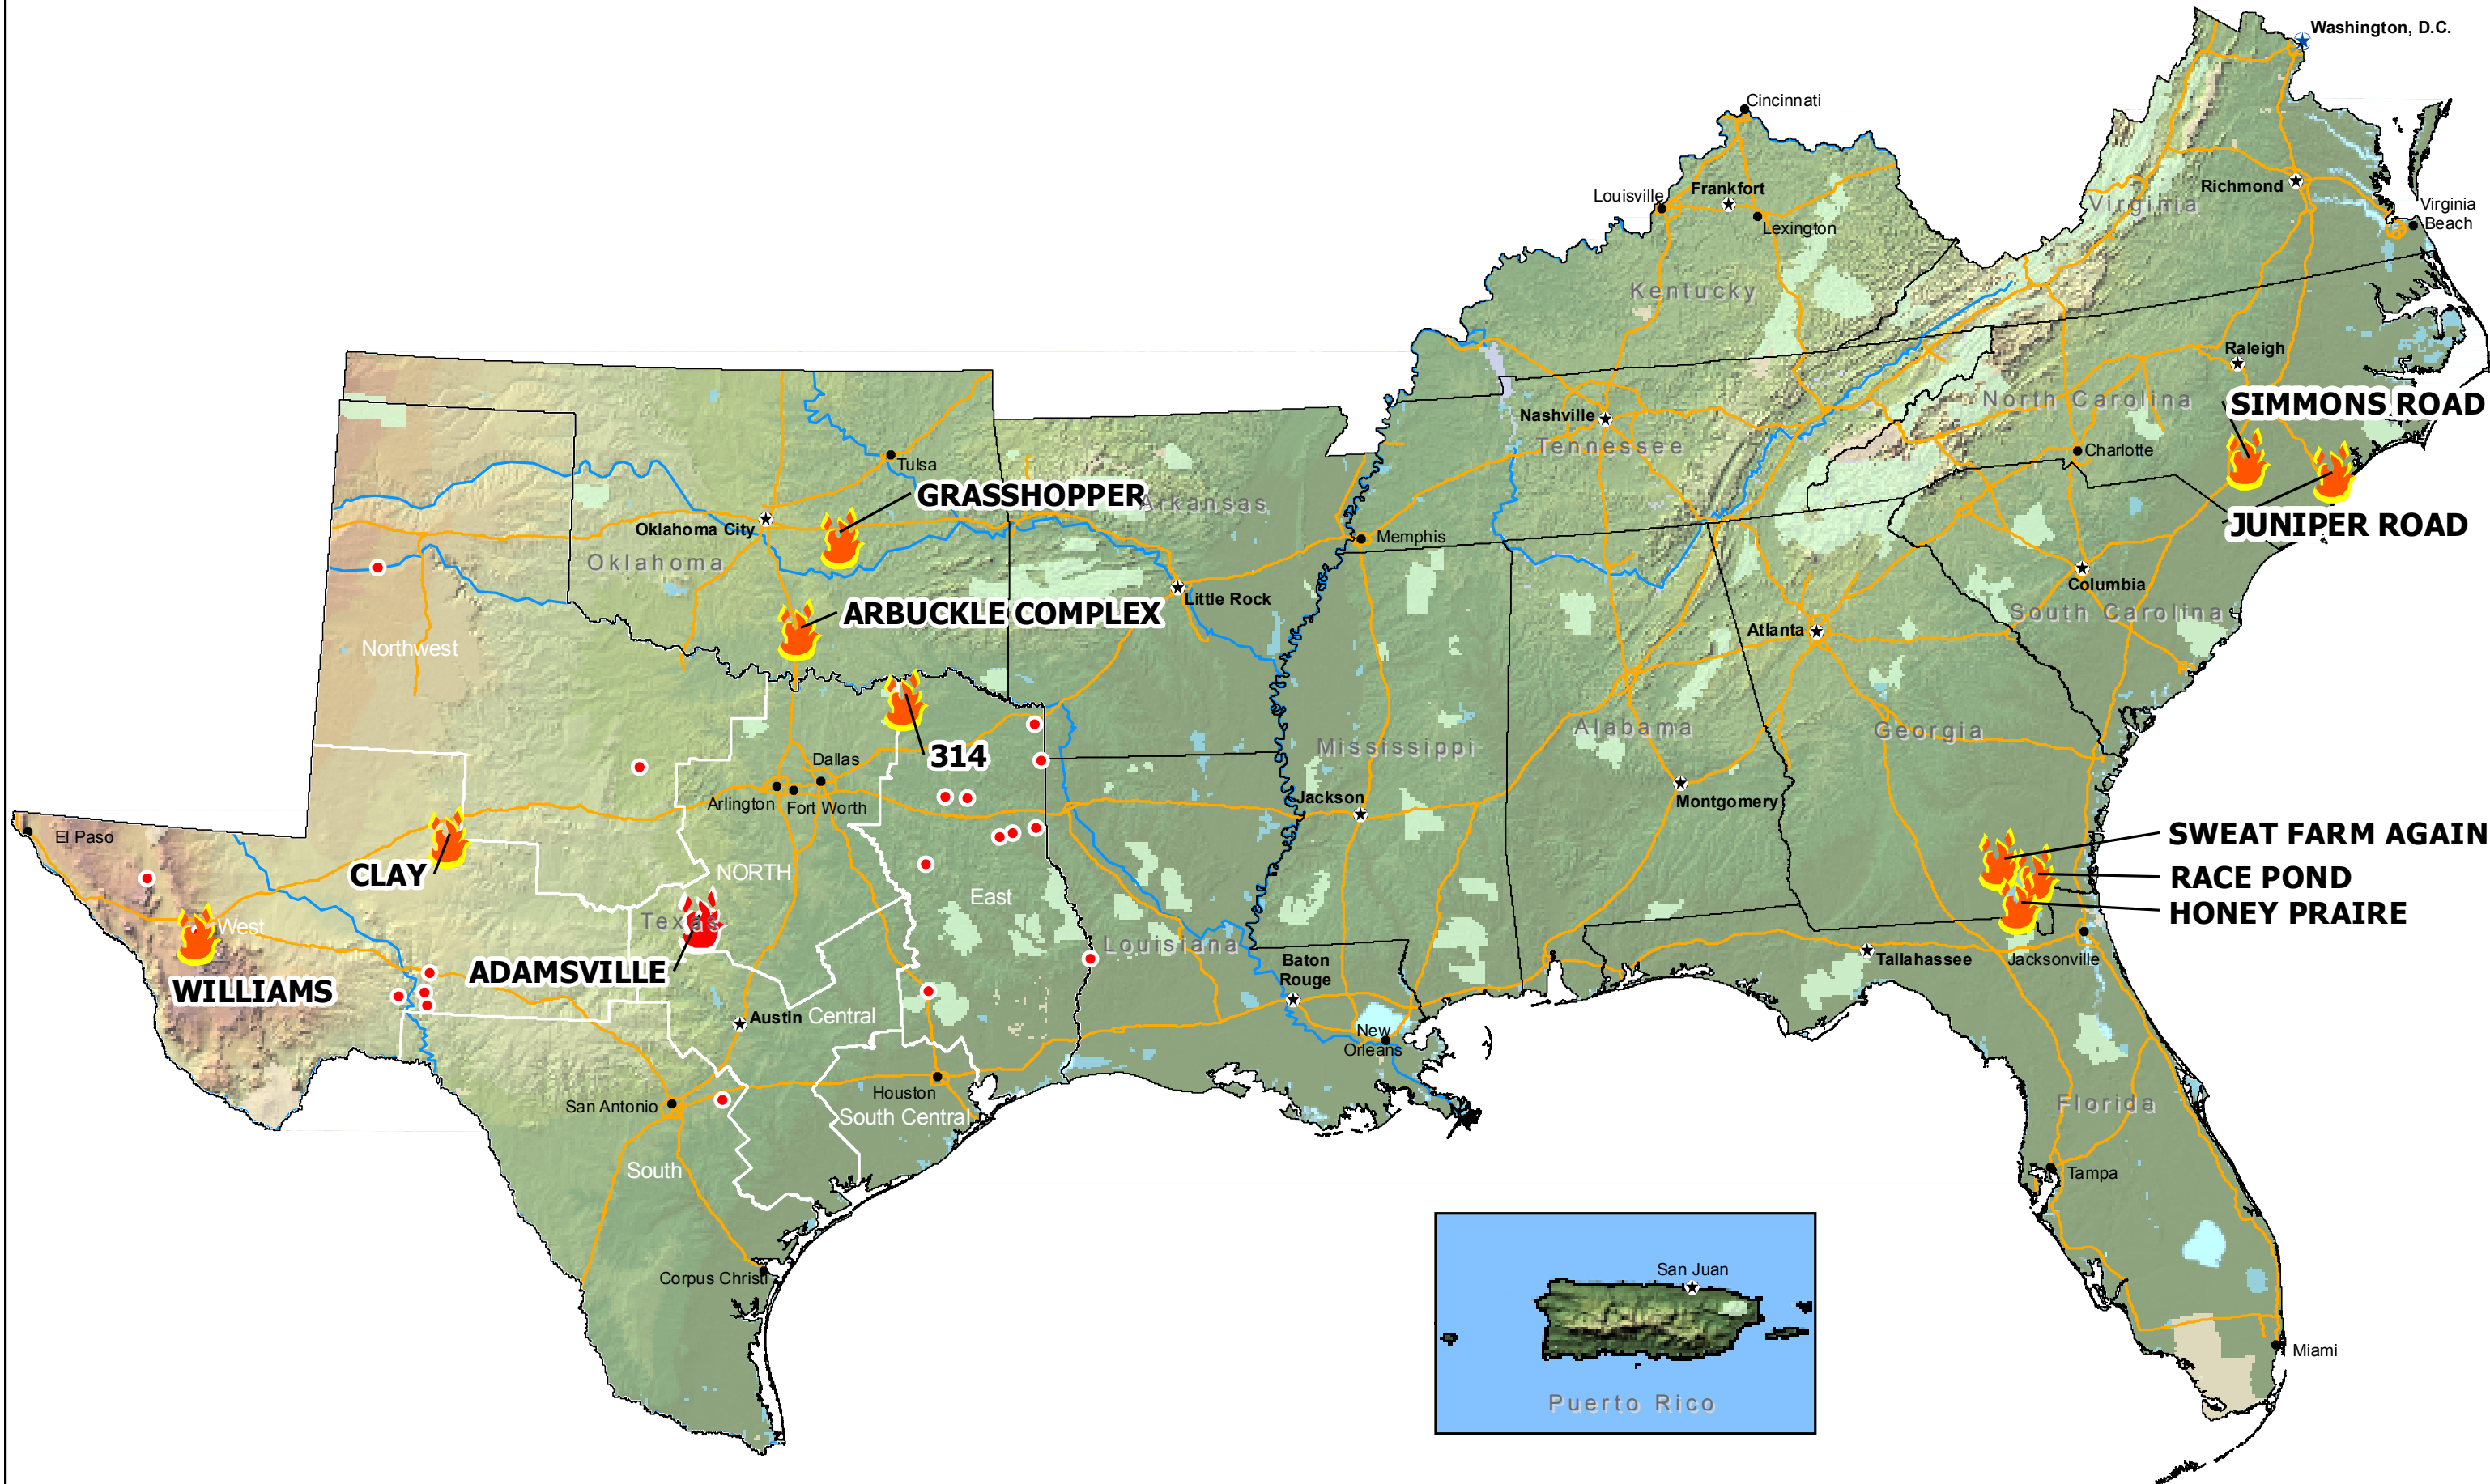 Washington, D.C.
Cincinnati
Louisville
Frankfort
Lexington
Richmond
Virginia
Virginia
Beach
Kentucky
Raleigh
North Carolina
SIMMONS ROAD
Nashville
Tennessee
Charlotte
Tulsa
GRASSHOPPER
Arkansas
Oklahoma City
Oklahoma
Memphis
JUNIPER ROAD
Columbia
South Carolina
Little Rock
ARBUCKLE COMPLEX
Atlanta
Northwest
314
Mississippi
Alabama
Georgia
Dallas
Arlington
Fort Worth
Jackson
Montgomery
El Paso
SWEAT FARM AGAIN
CLAY
NORTH
RACE POND
East
HONEY PRAIRE
West
Texas
Louisiana
ADAMSVILLE
Baton
Rouge
Tallahassee
Jacksonville
WILLIAMS
Austin
Central
New
Orleans
Houston
San Antonio
South Central
Florida
South
Tampa
Corpus Christi
San Juan
Miami
Puerto Rico